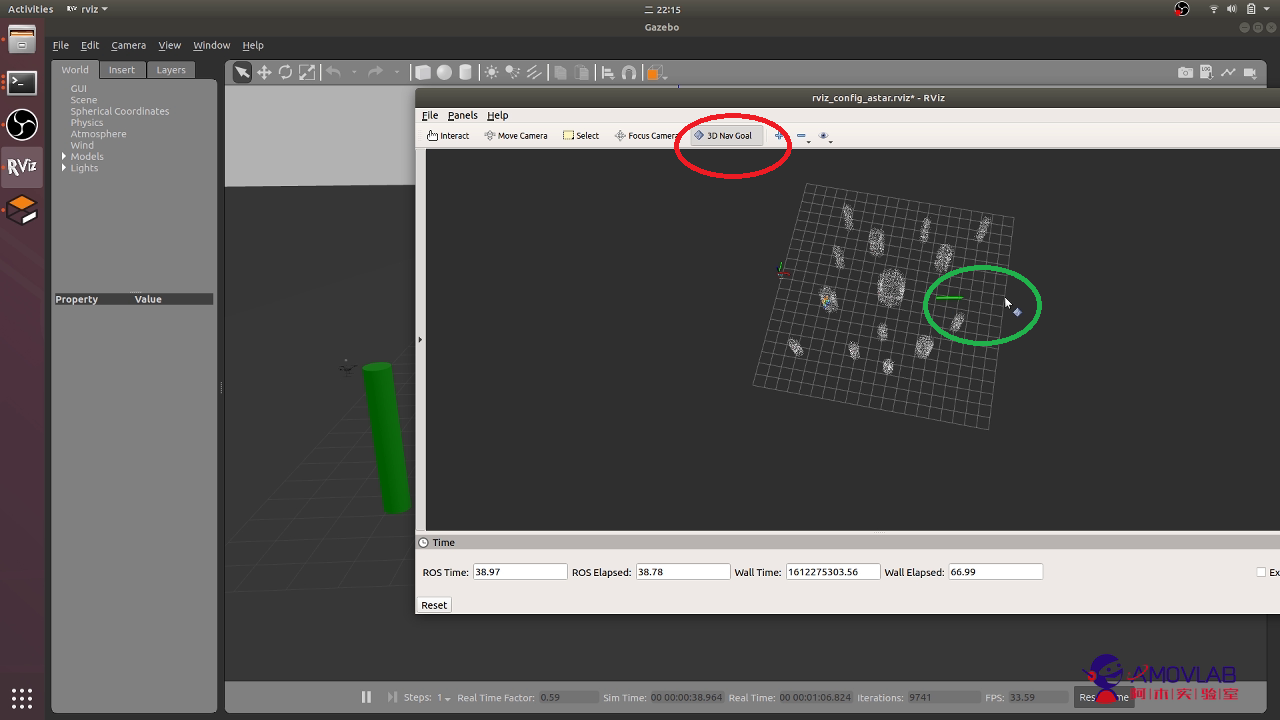 Activities rviz 二 22:15
Gazebo
File Edit Camera View Window Help
World Insert Layers
GUI
Scene
Spherical Coordinates
Physics
Atmosphere
Wind
Models
Lights
Property Value
rviz_config_astar.rviz* - RViz
File Panels Help
Interact Move Camera Select Focus Camera 3D Nav Goal
RViz
LOG
Time
ROS Time: 38.97 ROS Elapsed: 38.78 Wall Time: 1612275303.56 Wall Elapsed: 66.99 Ex
Reset
Steps: 1 Real Time Factor: 0.59 Sim Time: 00 00:00:38.964 Real Time: 00 00:01:06.824 Iterations: 9741 FPS: 33.59
AMOVLAB
阿木实验室